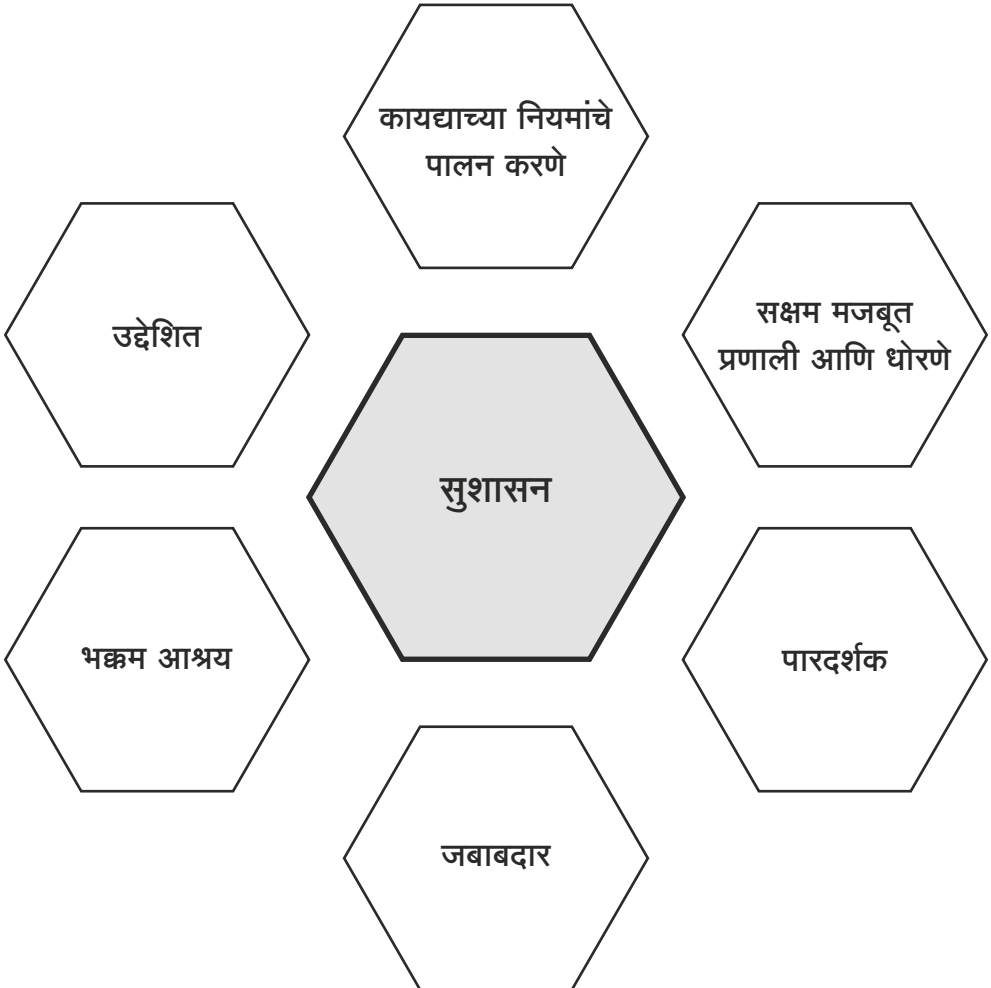 कायद्याच्या नियमांचे
पालन करणे
उद्देशित
सक्षम मजबूत
प्रणाली आणि धोरणे
सुशासन
भक्कम आश्रय
पारदर्शक
जबाबदार